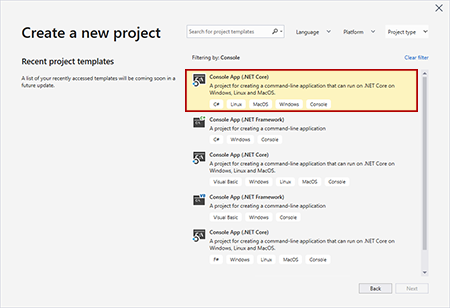 Create a new project
Search for project templates
Language
Platform
Project type
Recent project templates
Filtering by: Console
Clear filter
A list of your recently accessed templates will be coming soon in a
future update.
Console App (.NET Core)
A project for creating a command-line application that can run on .NET Core on
Windows, Linux and MacOS.
C# Linux MacOS Windows Console
Console App (.NET Framework)
A project for creating a command-line application
C# Windows Console
Console App (.NET Core)
A project for creating a command-line application that can run on .NET Core on
Windows, Linux and MacOS.
Visual Basic Windows Linux MacOS Console
Console App (.NET Framework)
A project for creating a command-line application
Visual Basic Windows Console
Console App (.NET Core)
A project for creating a command-line application that can run on .NET Core on
Windows, Linux and MacOS.
F# Windows Linux MacOS Console
Back
Next